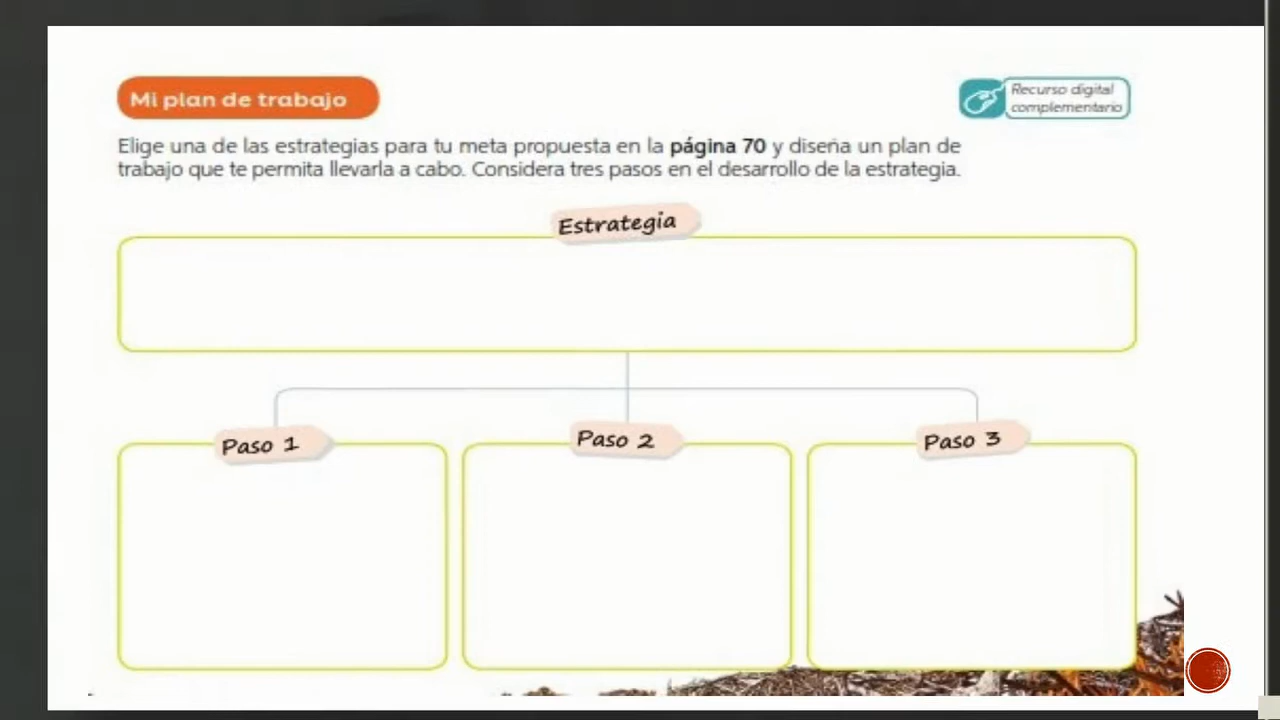 Mi plan de trabajo
Recurso digital
complementario
Elige una de las estrategias para tu meta propuesta en la página 70 y diseña un plan de
trabajo que te permita llevarla a cabo. Considera tres pasos en el desarrollo de la estrategia.
Estrategia
Paso 1
Paso 2
Paso 3